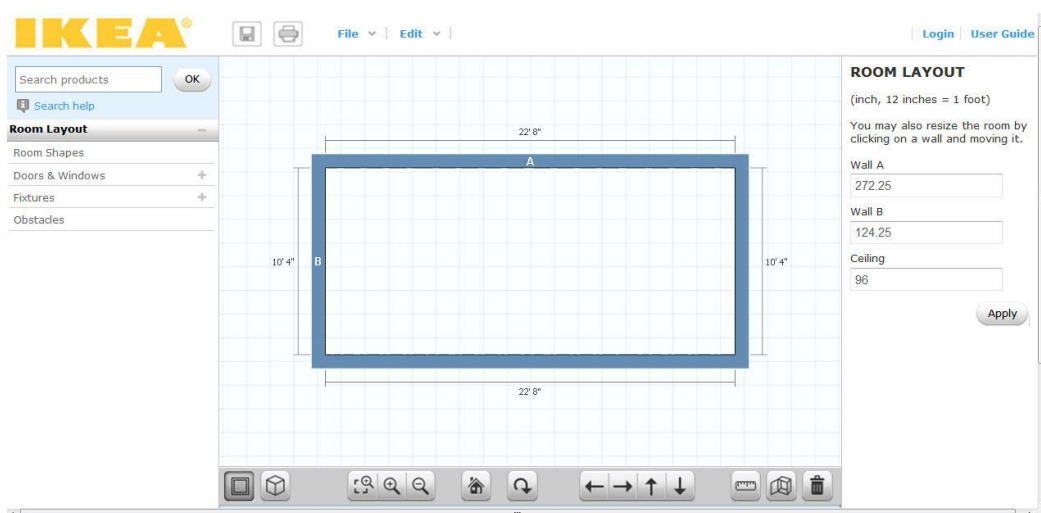 IKEA®
File
Edit
Login
User Guide
Search products
OK
Search help
Room Layout
Room Shapes
Doors & Windows
Fixtures
Obstacles
22' 8"
A
10' 4"
B
10' 4"
22' 8"
ROOM LAYOUT
(inch, 12 inches = 1 foot)
You may also resize the room by
clicking on a wall and moving it.
Wall A
272.25
Wall B
124.25
Ceiling
96
Apply